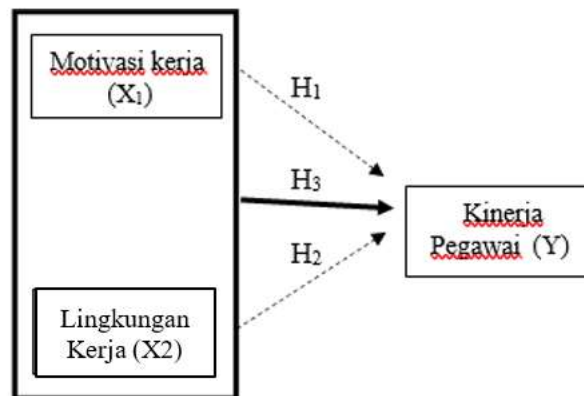 Motivasi kerja
(X₁)
H₁
H₃
H₂
Kinerja
Pegawai (Y)
Lingkungan
Kerja (X2)